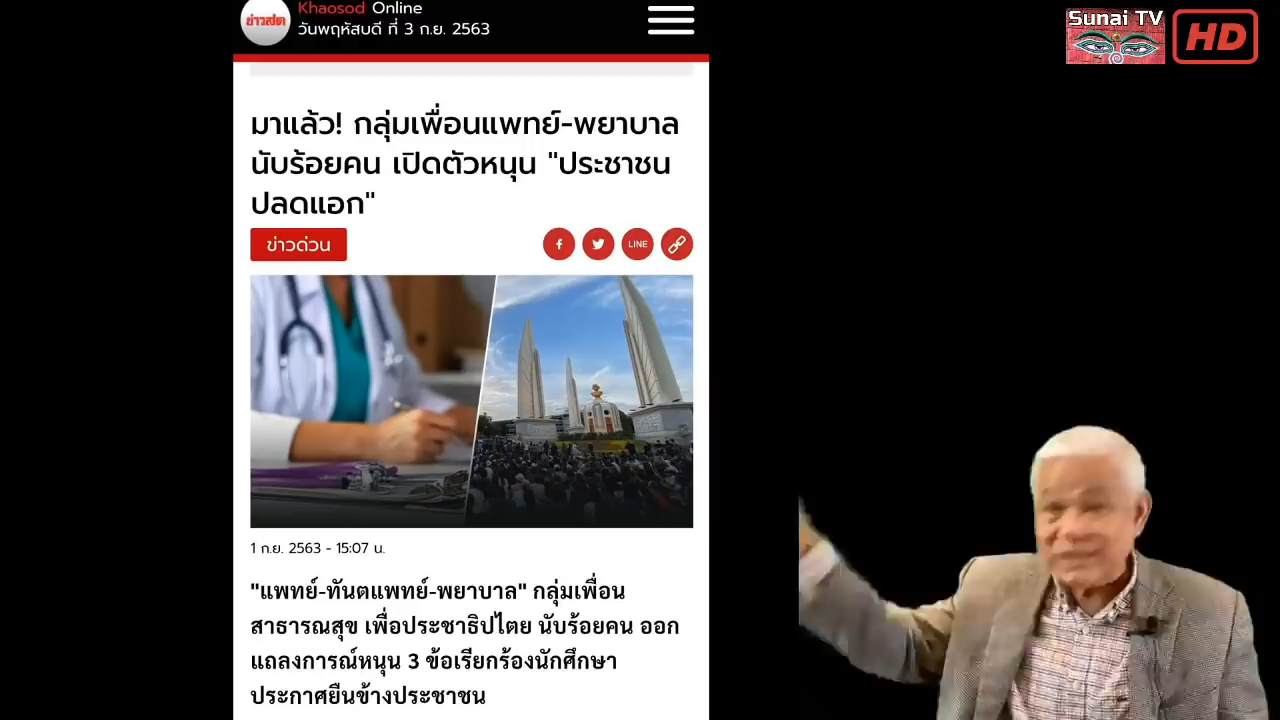 ข่าวสด
Khaosod Online
วันพฤหัสบดี ที่ 3 ก.ย. 2563
Sunai TV
HD
มาแล้ว! กลุ่มเพื่อนแพทย์-พยาบาล
นับร้อยคน เปิดตัวหนุน "ประชาชน
ปลดแอก"
ข่าวด่วน
LINE
1 ก.ย. 2563 - 15:07 น.
"แพทย์-ทันตแพทย์-พยาบาล" กลุ่มเพื่อน
สาธารณสุข เพื่อประชาธิปไตย นับร้อยคน ออก
แถลงการณ์หนุน 3 ข้อเรียกร้องนักศึกษา
ประกาศยืนข้างประชาชน